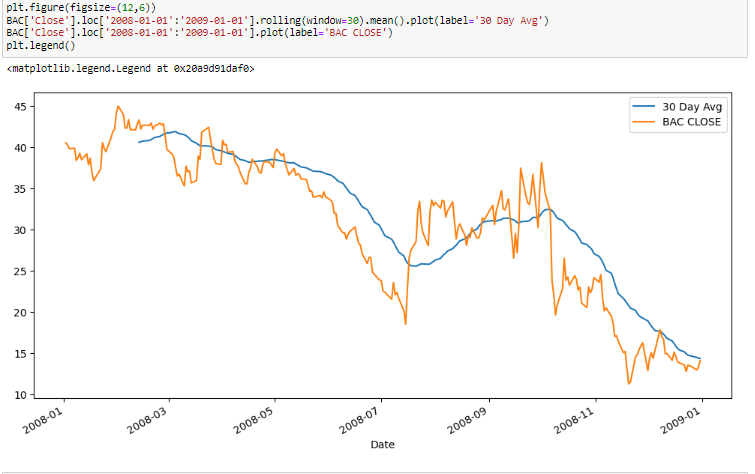 plt.figure(figsize=(12,6))
BAC['Close'].loc['2008-01-01':'2009-01-01'].rolling(window=30).mean().plot(label='30 Day Avg')
BAC['Close'].loc['2008-01-01':'2009-01-01'].plot(label='BAC CLOSE')
plt.legend()
<matplotlib.legend.Legend at 0x20a9d91daf0>
30 Day Avg
BAC CLOSE
45
40
35
30
25
20
15
10
2008-01
2008-03
2008-05
2008-07
2008-09
2008-11
2009-01
Date